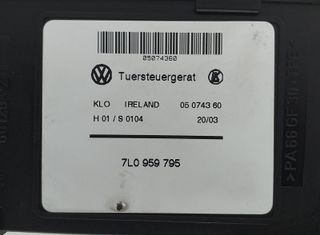 05074360
Tuersteuergerat
KLO IRELAND 05 0743 60
H 01 / S 0104 20/03
7L0 959 795